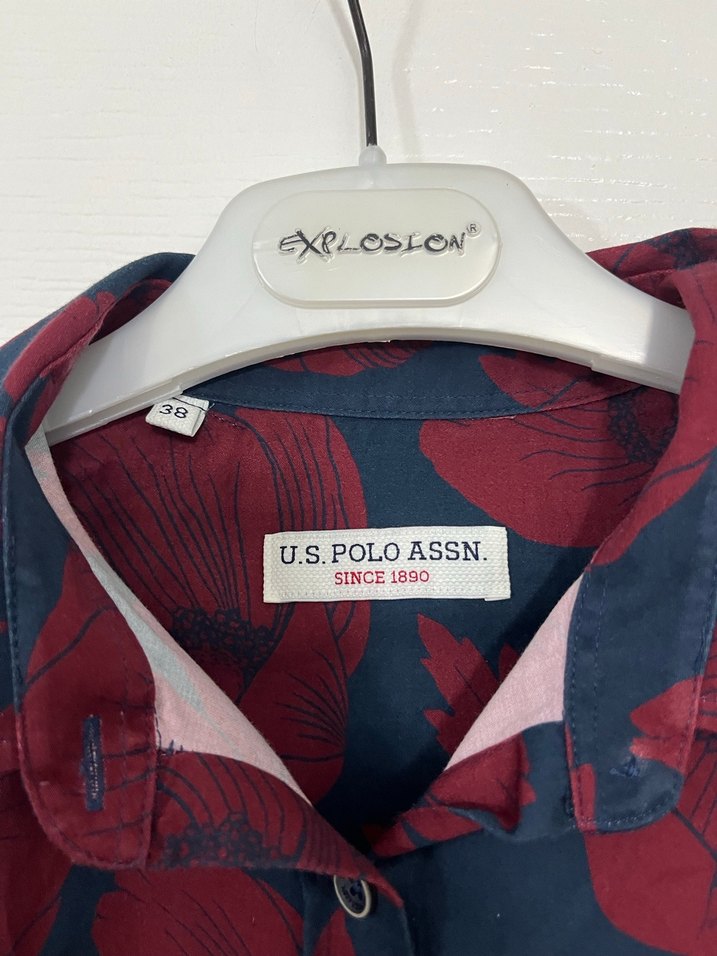 EXPLOSION®
38
U.S. POLO ASSN.
SINCE 1890